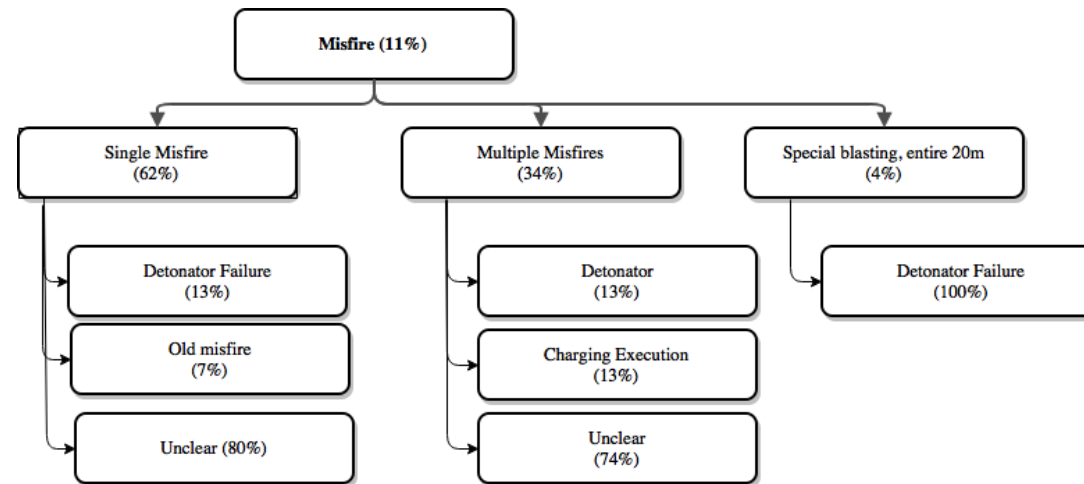 Misfire (11%)
Single Misfire
(62%)
Multiple Misfires
(34%)
Special blasting, entire 20m
(4%)
Detonator Failure
(13%)
Old misfire
(7%)
Unclear (80%)
Detonator
(13%)
Charging Execution
(13%)
Unclear
(74%)
Detonator Failure
(100%)